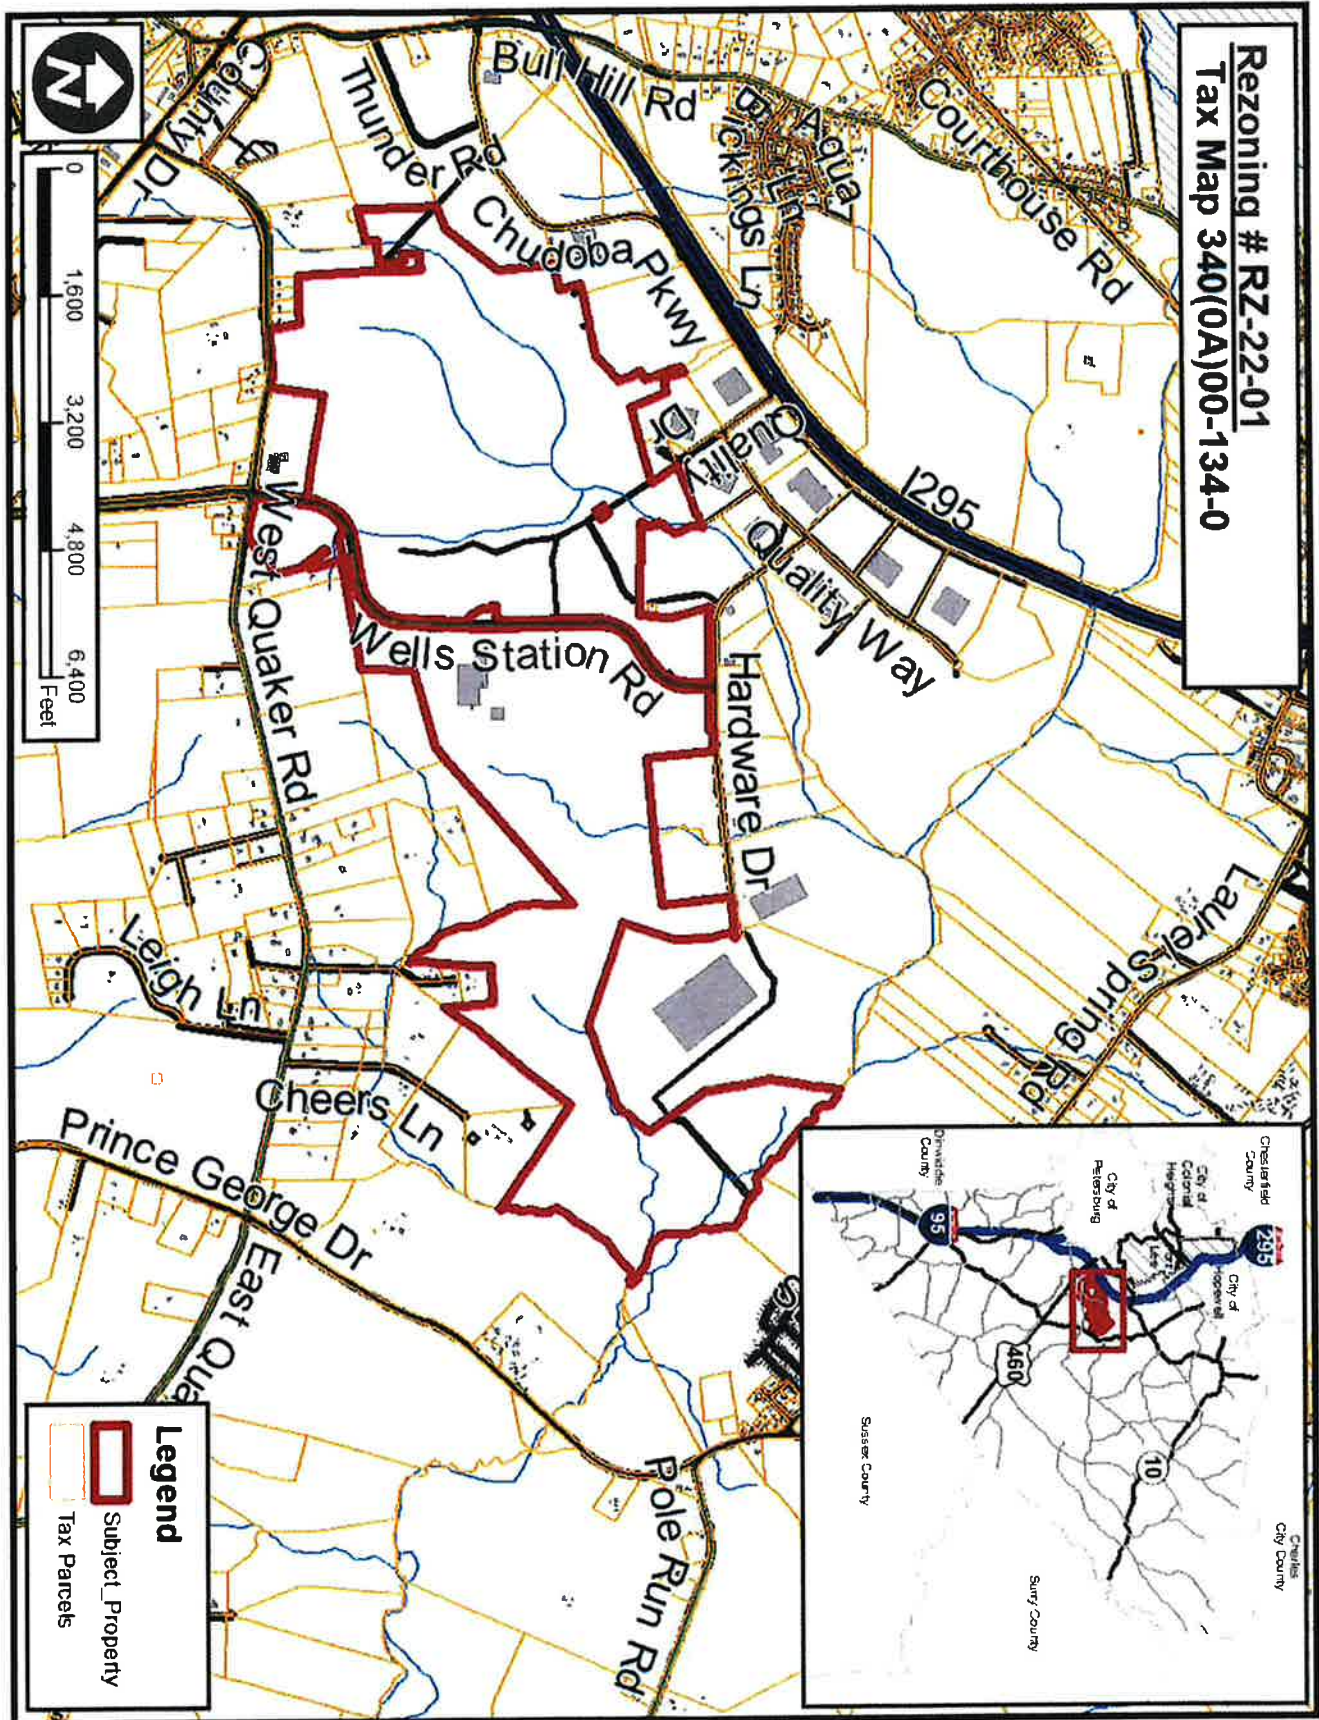 Rezoning # RZ-22-01
Tax Map 340(0A)00-134-0
Courthouse Rd
Aqua Ln
Blickings Ln
Bull Hill Rd
Thunder Rd
County Dr
Chudoba Pkwy
Quality Dr
I295
Quality Way
Hardware Dr
Laurel Spring Rd
Wells Station Rd
West Quaker Rd
Leigh Ln
Cheers Ln
Prince George Dr
East Qua
Pole Run Rd
Chesterfield County
City of Colonial Heights
City of Hopewell
City of Petersburg
Dinwiddie County
Charles City County
Surry County
Sussex County
295
95
460
10
N
0 1,600 3,200 4,800 6,400
Feet
Legend
Subject_Property
Tax Parcels